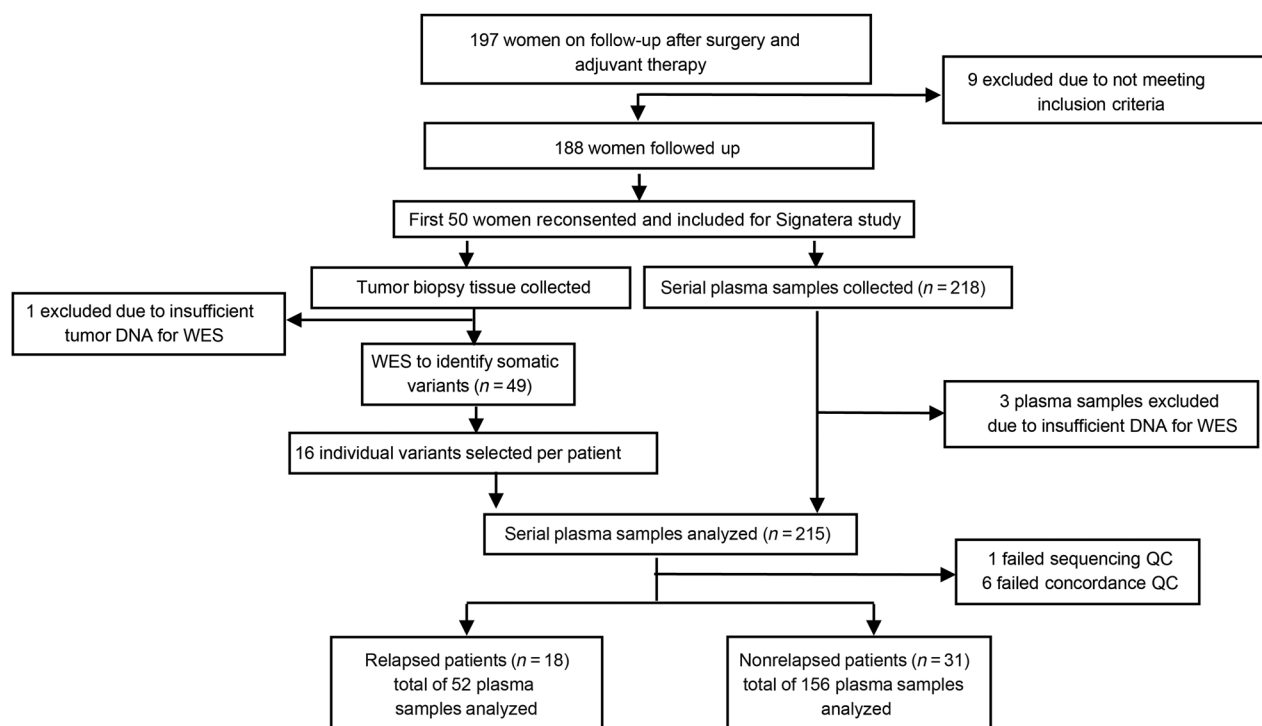 197 women on follow-up after surgery and
adjuvant therapy
9 excluded due to not meeting
inclusion criteria
188 women followed up
First 50 women reconsented and included for Signatera study
Tumor biopsy tissue collected
Serial plasma samples collected (n = 218)
1 excluded due to insufficient
tumor DNA for WES
WES to identify somatic
variants (n = 49)
3 plasma samples excluded
due to insufficient DNA for WES
16 individual variants selected per patient
Serial plasma samples analyzed (n = 215)
1 failed sequencing QC
6 failed concordance QC
Relapsed patients (n = 18)
total of 52 plasma
samples analyzed
Nonrelapsed patients (n = 31)
total of 156 plasma samples
analyzed